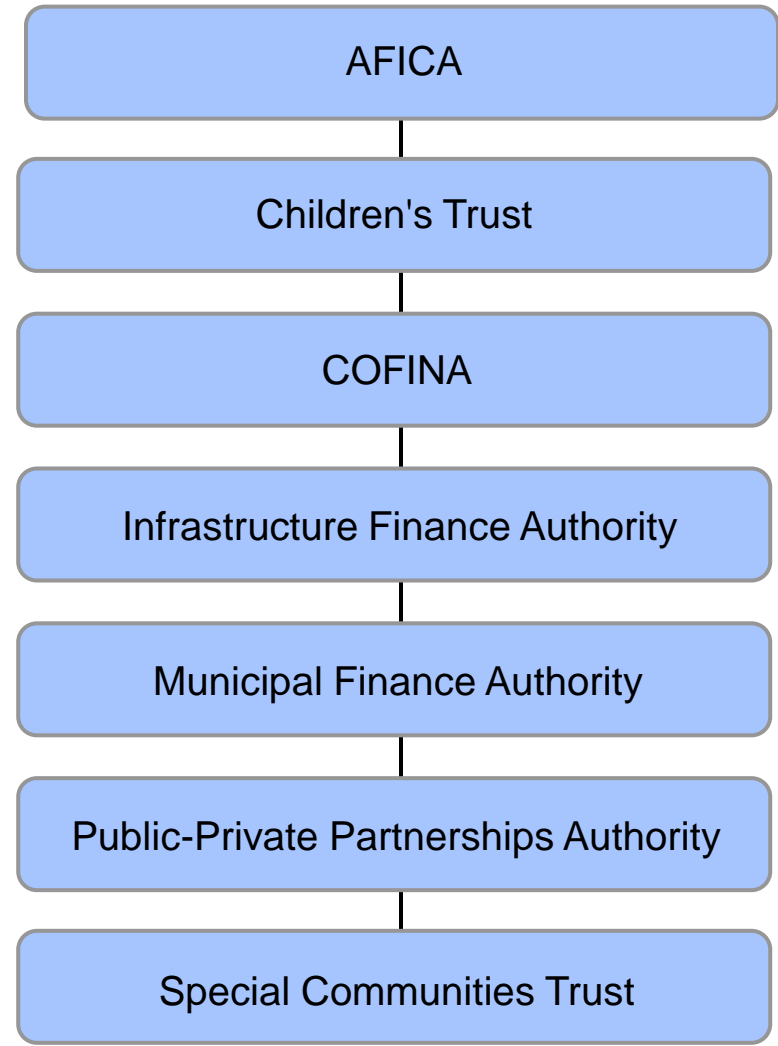 AFICA
Children's Trust
COFINA
Infrastructure Finance Authority
Municipal Finance Authority
Public-Private Partnerships Authority
Special Communities Trust